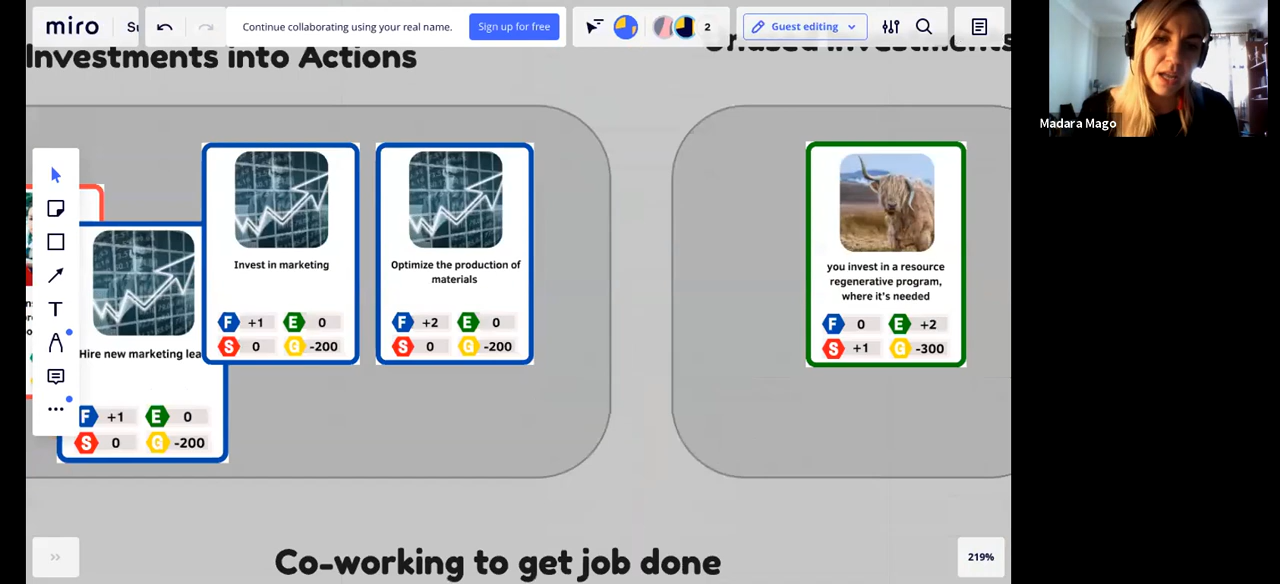 miro
Continue collaborating using your real name.
Sign up for free
2
Guest editing
Investments into Actions
Madara Mago
Invest in marketing
F +1 E 0
S 0 G -200
Optimize the production of
materials
F +2 E 0
S 0 G -200
you invest in a resource
regenerative program,
where it's needed
F 0 E +2
S +1 G -300
T
Hire new marketing lea
F +1 E 0
S 0 G -200
Co-working to get job done
219%